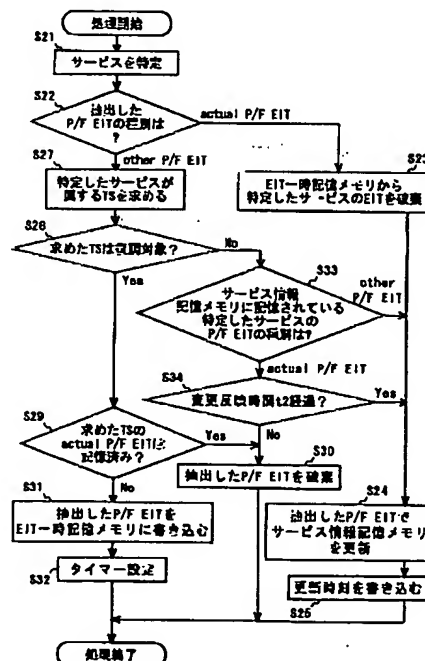 処理開始
S21
サービスを特定
S22
抽出した
P/F EITの種別は
?
actual P/F EIT
S27
other P/F EIT
特定したサービスが
属するTSを求める
S23
EIT一時記憶メモリから
特定したサービスのEITを破棄
S28
求めたTSは復調対象?
No
Yes
S33
サービス情報
記憶メモリに記憶されている
特定したサービスの
P/F EITの種別は?
other
P/F EIT
actual P/F EIT
S34
変更反映時間t2経過?
Yes
No
S29
求めたTSの
actual P/F EITは
記憶済み?
Yes
No
S30
抽出したP/F EITを破棄
S31
抽出したP/F EITを
EIT一時記憶メモリに書き込む
S24
抽出したP/F EITで
サービス情報記憶メモリ
を更新
S32
タイマー設定
更新時刻を書き込む
S25
処理終了